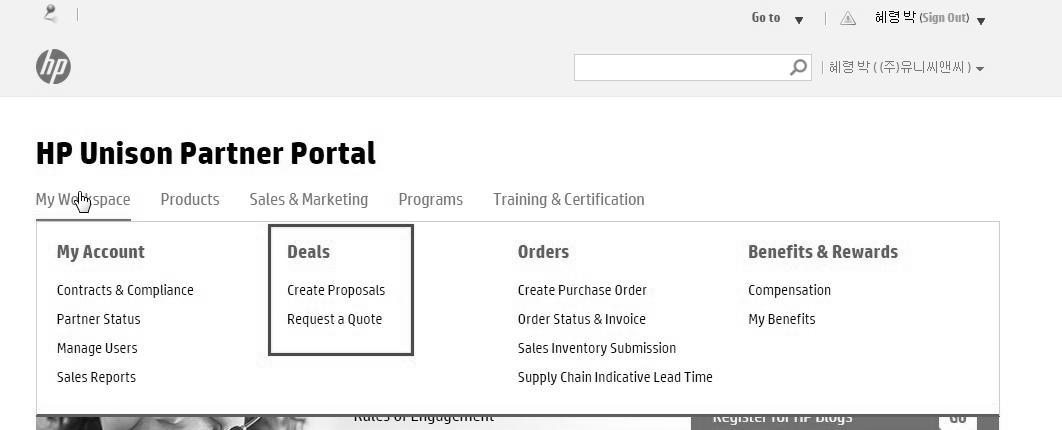 Go to
혜령 박 (Sign Out)
hp
혜령 박 ( (주)유니씨앤씨 )
HP Unison Partner Portal
My Workspace Products Sales & Marketing Programs Training & Certification
My Account Deals Orders Benefits & Rewards
Contracts & Compliance Create Proposals Create Purchase Order Compensation
Partner Status Request a Quote Order Status & Invoice My Benefits
Manage Users Sales Inventory Submission
Sales Reports Supply Chain Indicative Lead Time
Rules of Engagement Register for HP Blogs GO